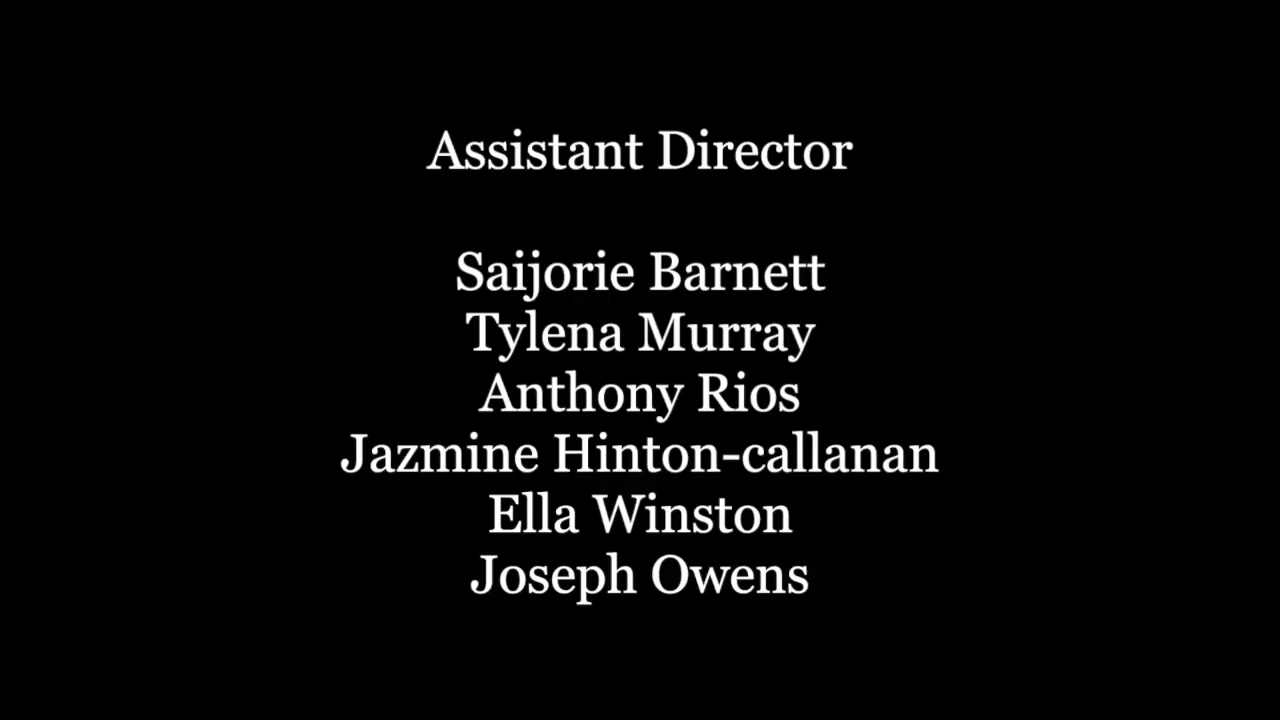 Assistant Director
Saijorie Barnett
Tylena Murray
Anthony Rios
Jazmine Hinton-callanan
Ella Winston
Joseph Owens